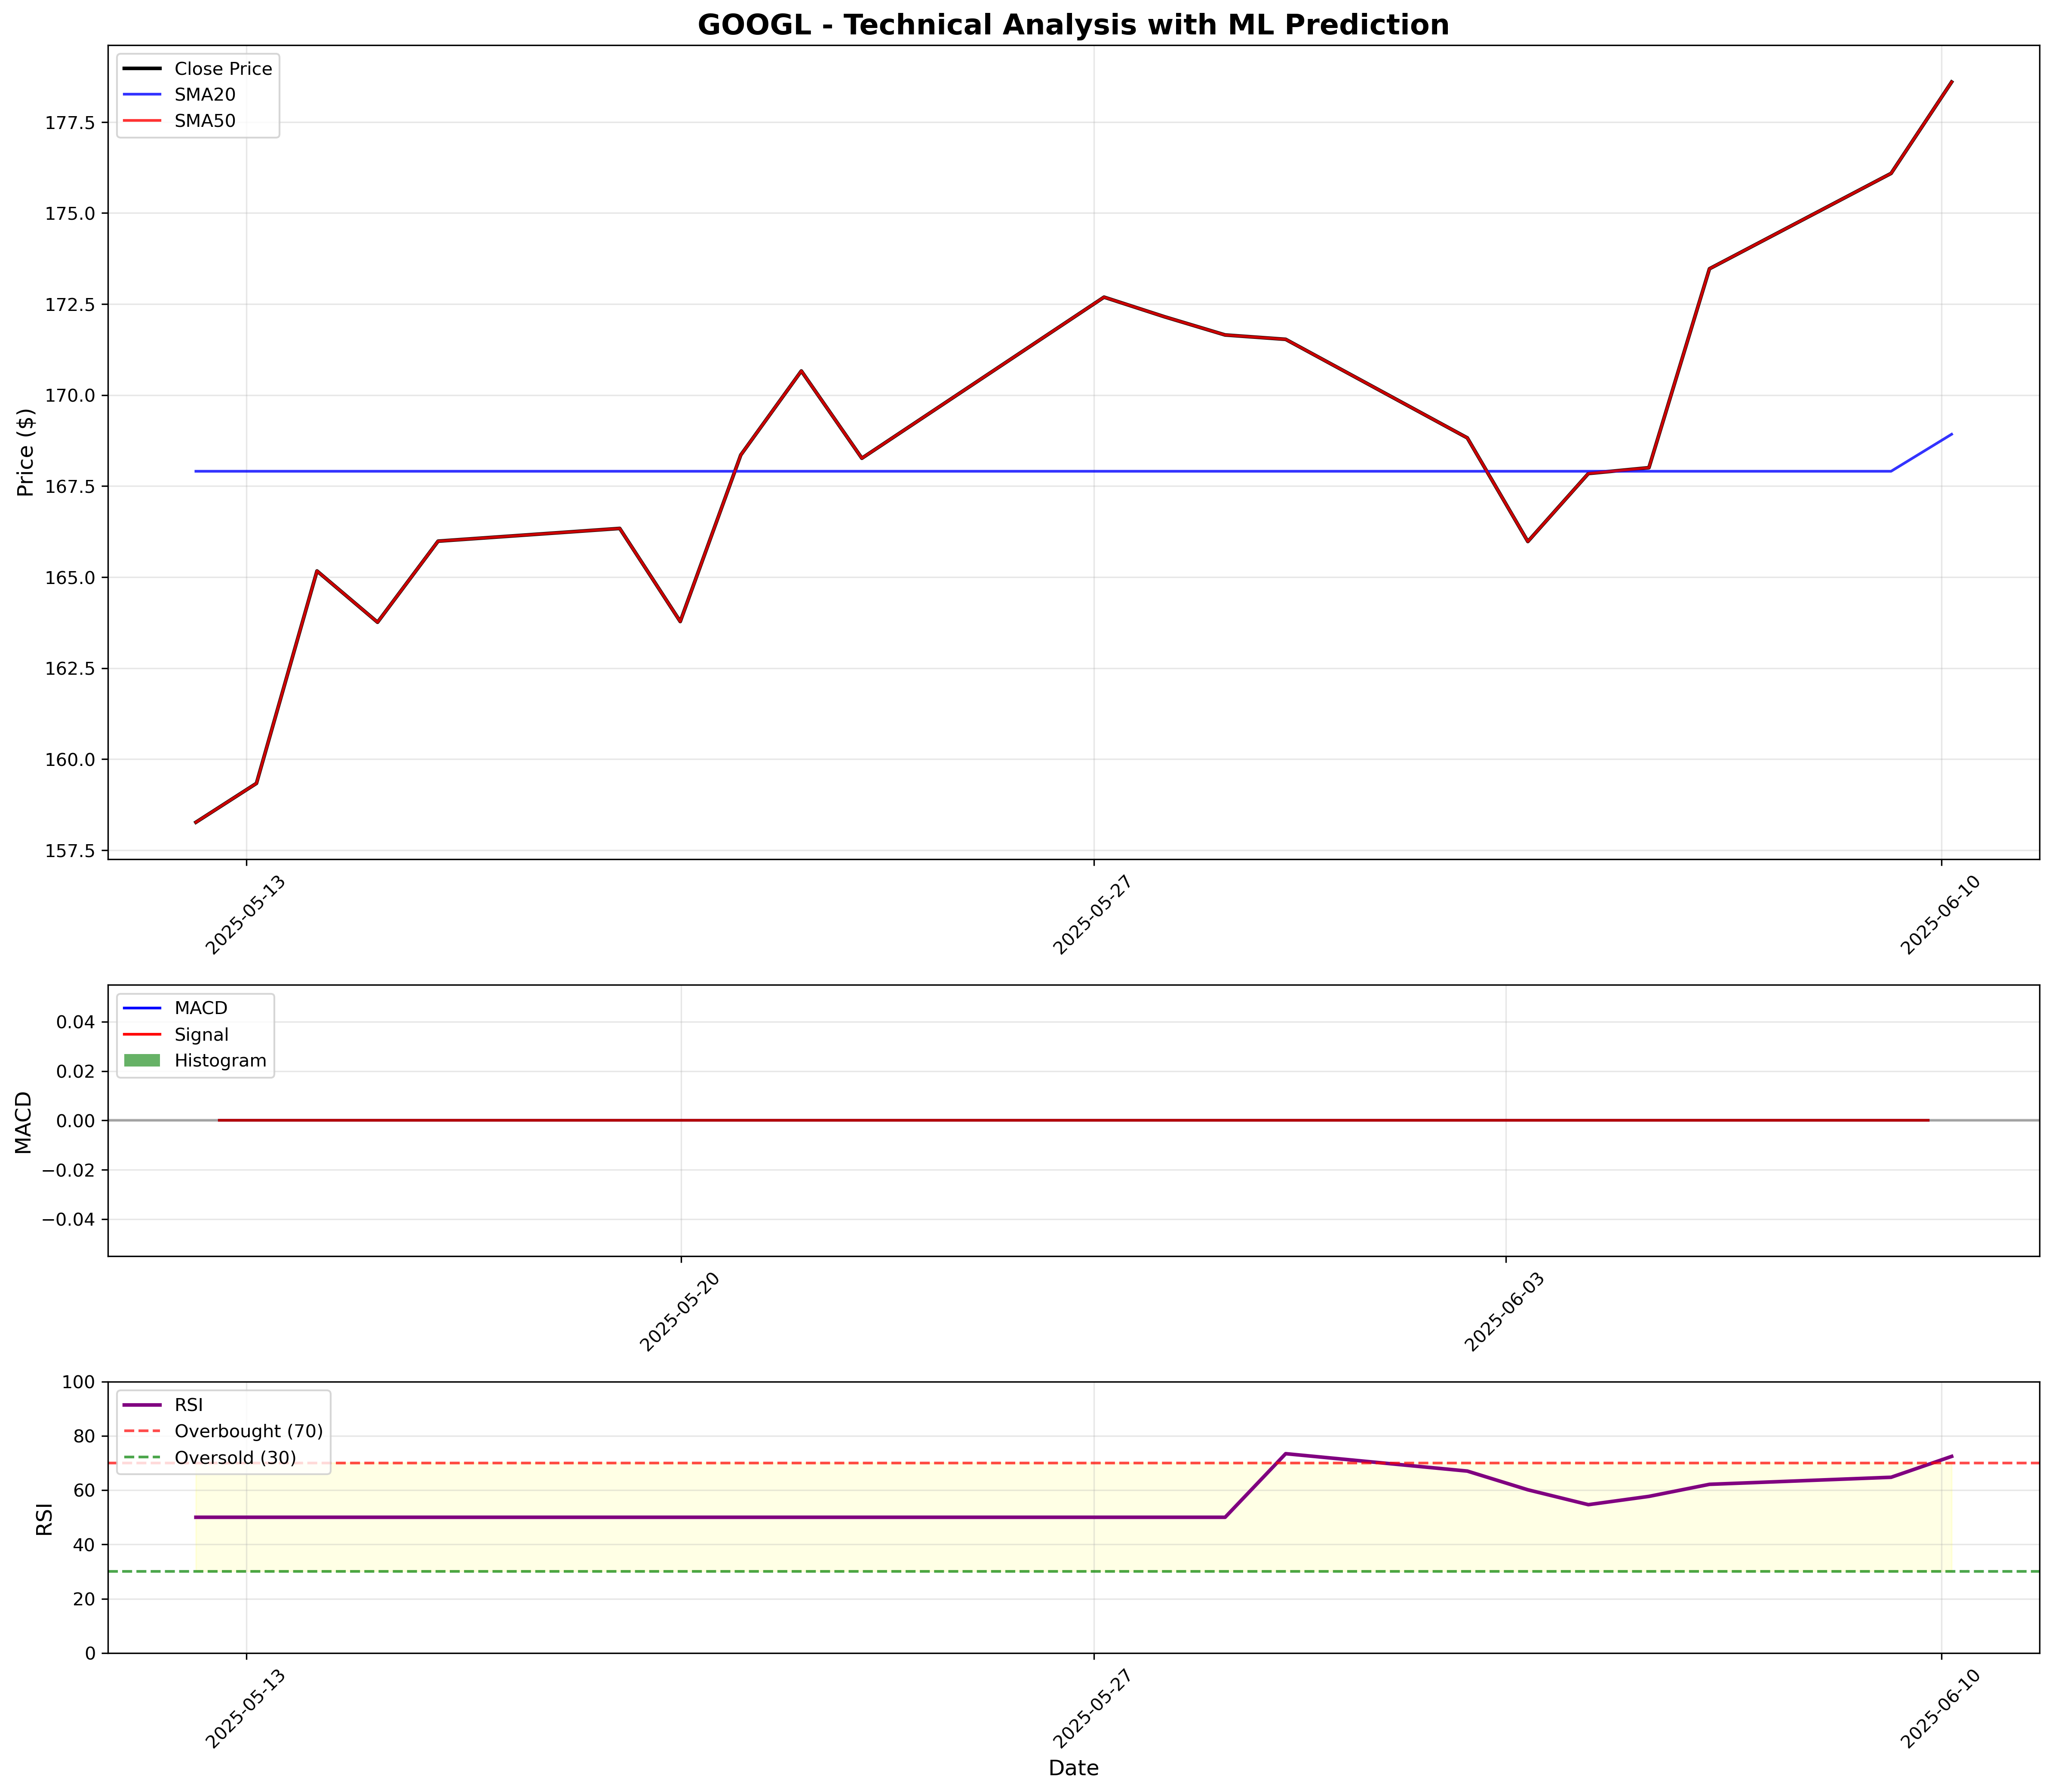 GOOGL - Technical Analysis with ML Prediction
Close Price
SMA20
SMA50
Price ($)
177.5
175.0
172.5
170.0
167.5
165.0
162.5
160.0
157.5
2025-05-13
2025-05-27
2025-06-10
MACD
Signal
Histogram
MACD
0.04
0.02
0.00
−0.02
−0.04
2025-05-20
2025-06-03
RSI
Overbought (70)
Oversold (30)
RSI
100
80
60
40
20
0
2025-05-13
2025-05-27
2025-06-10
Date